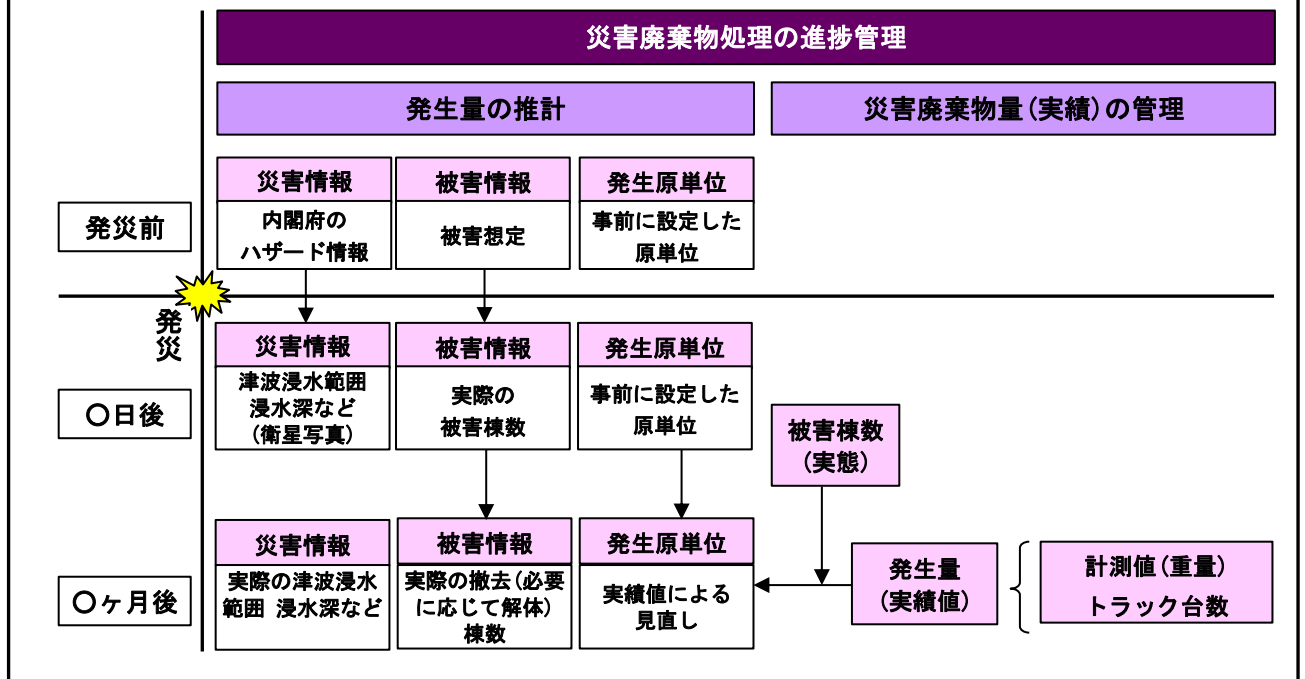 災害廃棄物処理の進捗管理
発生量の推計
災害廃棄物量(実績)の管理
発災前
災害情報
内閣府の
ハザード情報
被害情報
被害想定
発生原単位
事前に設定した
原単位
発
災
〇日後
災害情報
津波浸水範囲
浸水深など
(衛星写真)
被害情報
実際の
被害棟数
発生原単位
事前に設定した
原単位
被害棟数
(実態)
〇ヶ月後
災害情報
実際の津波浸水
範囲 浸水深など
被害情報
実際の撤去(必要
に応じて解体)
棟数
発生原単位
実績値による
見直し
発生量
(実績値)
計測値(重量)
トラック台数